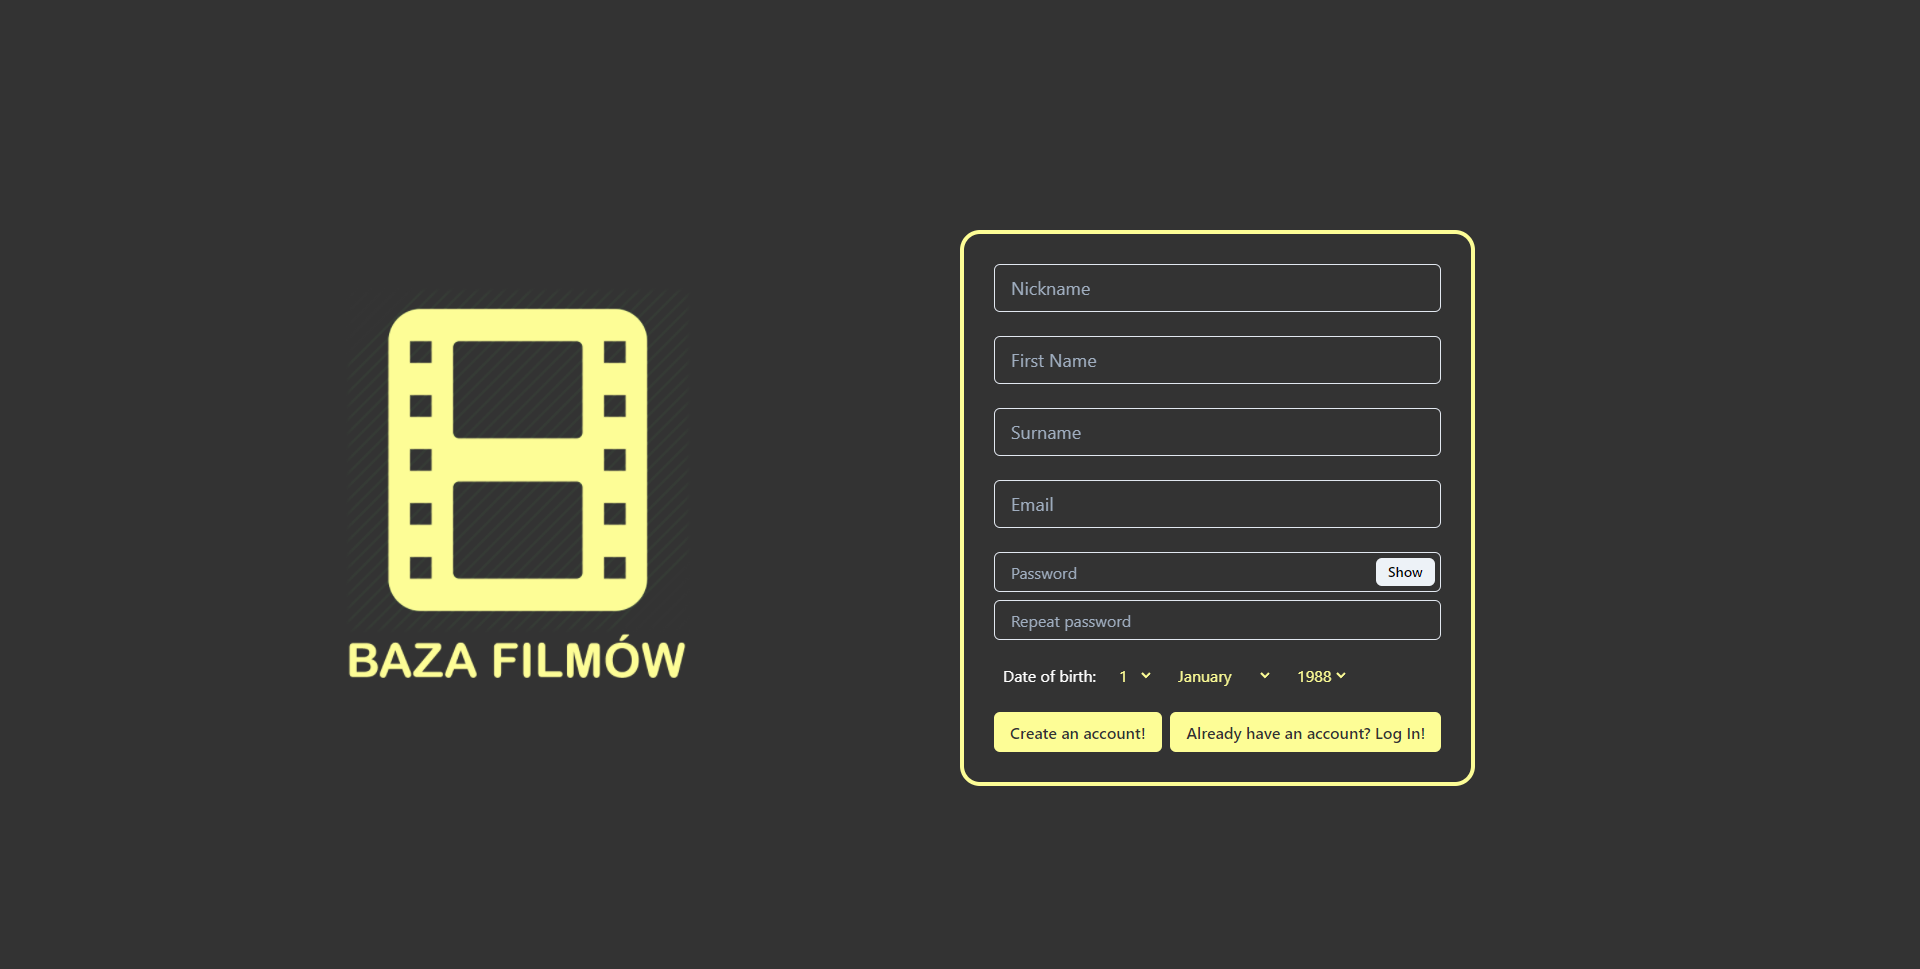 BAZA FILMÓW
Nickname
First Name
Surname
Email
Password Show
Repeat password
Date of birth: 1 January 1988
Create an account! Already have an account? Log In!